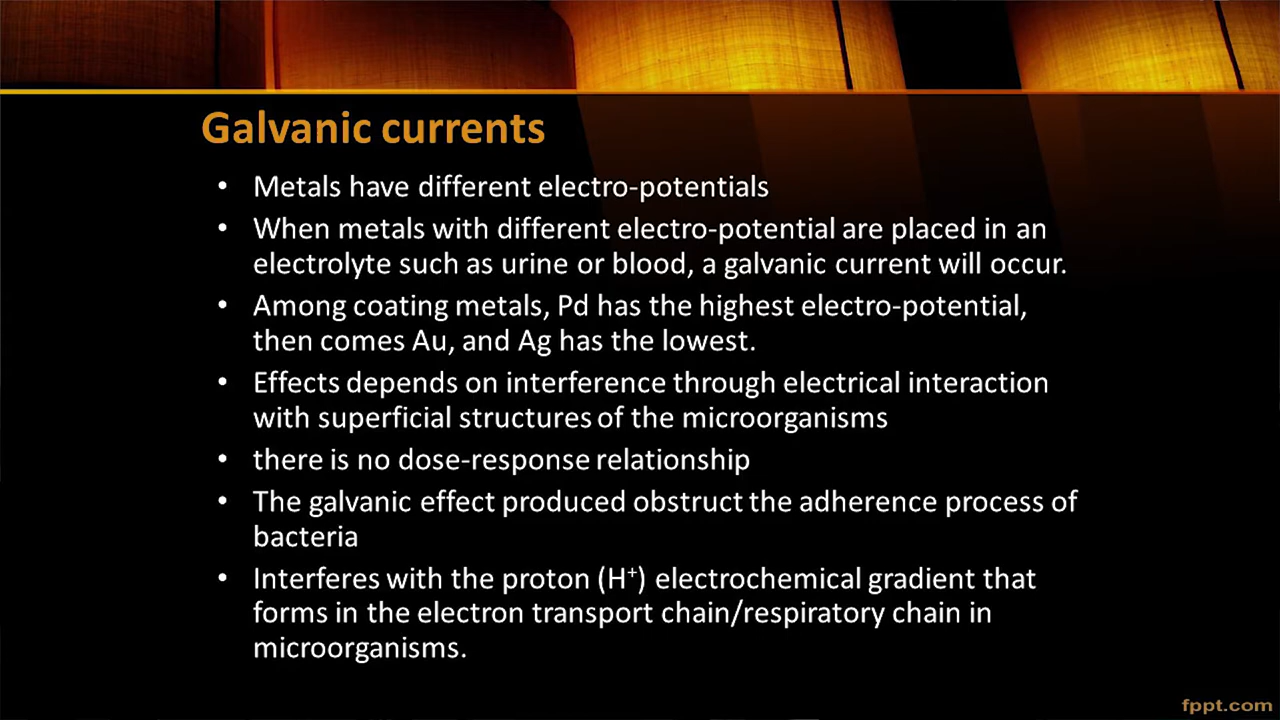 Galvanic currents
• Metals have different electro-potentials
• When metals with different electro-potential are placed in an
electrolyte such as urine or blood, a galvanic current will occur.
• Among coating metals, Pd has the highest electro-potential,
then comes Au, and Ag has the lowest.
• Effects depends on interference through electrical interaction
with superficial structures of the microorganisms
• there is no dose-response relationship
• The galvanic effect produced obstruct the adherence process of
bacteria
• Interferes with the proton (H⁺) electrochemical gradient that
forms in the electron transport chain/respiratory chain in
microorganisms.
fppt.com